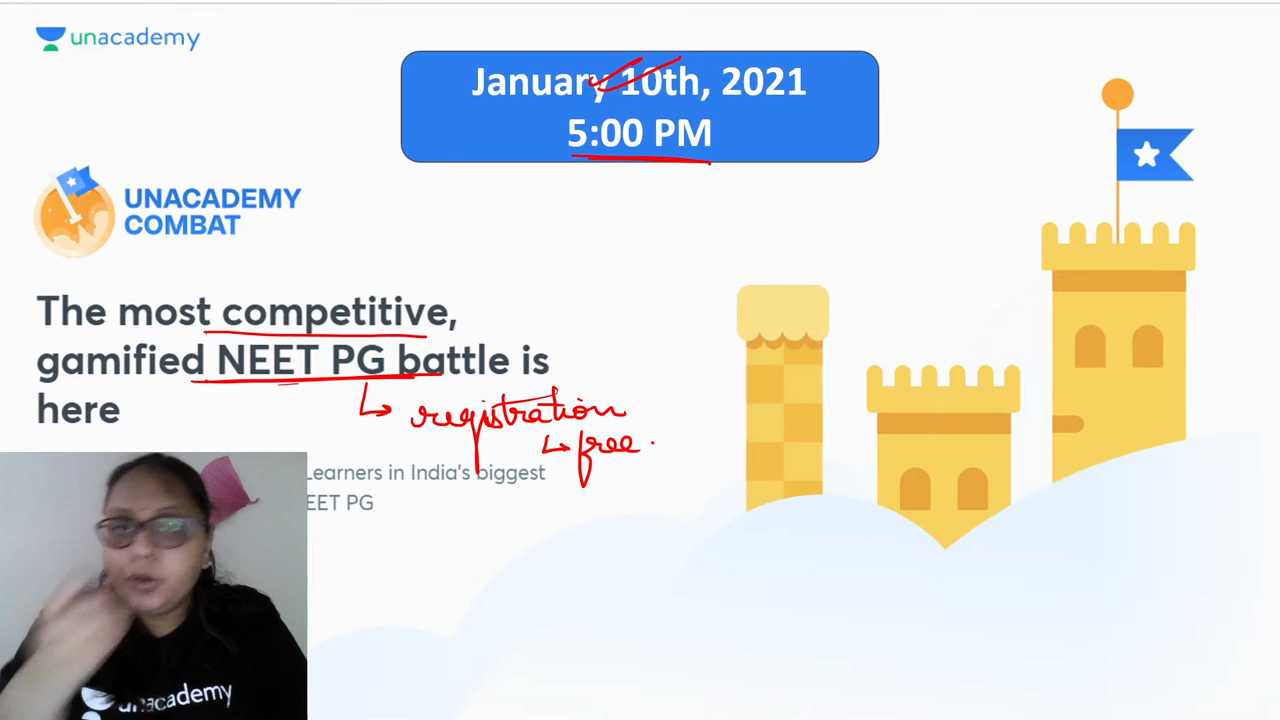 unacademy
January 10th, 2021
5:00 PM
UNACADEMY
COMBAT
The most competitive,
gamified NEET PG battle is
here
registration
↳ free.
Learners in India's biggest
EET PG
unacademy